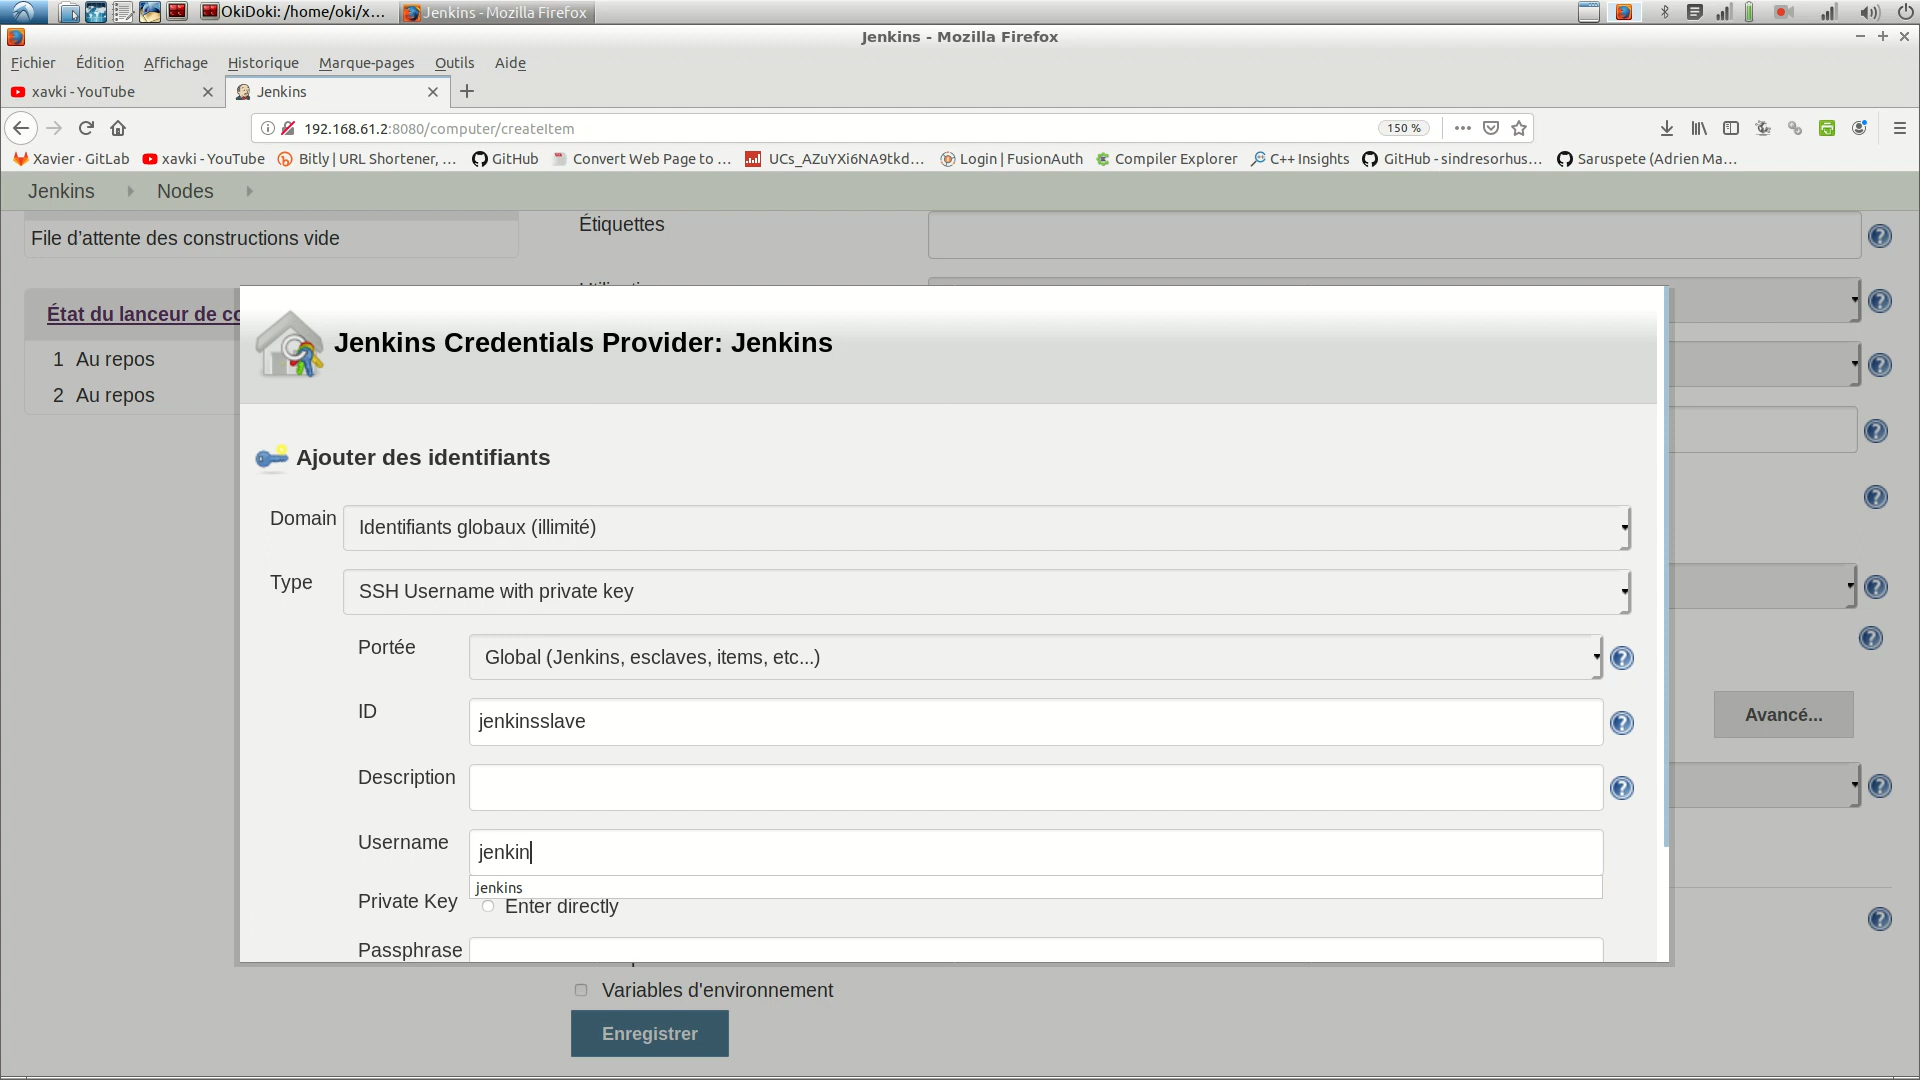 OkiDoki: /home/oki/x...
Jenkins - Mozilla Firefox
Jenkins - Mozilla Firefox
Fichier Édition Affichage Historique Marque-pages Outils Aide
xavki - YouTube
Jenkins
192.168.61.2:8080/computer/createItem
150 %
Xavier · GitLab
xavki - YouTube
Bitly | URL Shortener, ...
GitHub
Convert Web Page to ...
UCs_AZuYXi6NA9tkd...
Login | FusionAuth
Compiler Explorer
C++ Insights
GitHub - sindresorhus...
Saruspete (Adrien Ma...
Jenkins
Nodes
Étiquettes
File d’attente des constructions vide
État du lanceur de co
1 Au repos
2 Au repos
Jenkins Credentials Provider: Jenkins
Ajouter des identifiants
Domain
Identifiants globaux (illimité)
Type
SSH Username with private key
Portée
Global (Jenkins, esclaves, items, etc...)
ID
jenkinsslave
Avancé...
Description
Username
jenkin
jenkins
Private Key
Enter directly
Passphrase
Variables d'environnement
Enregistrer